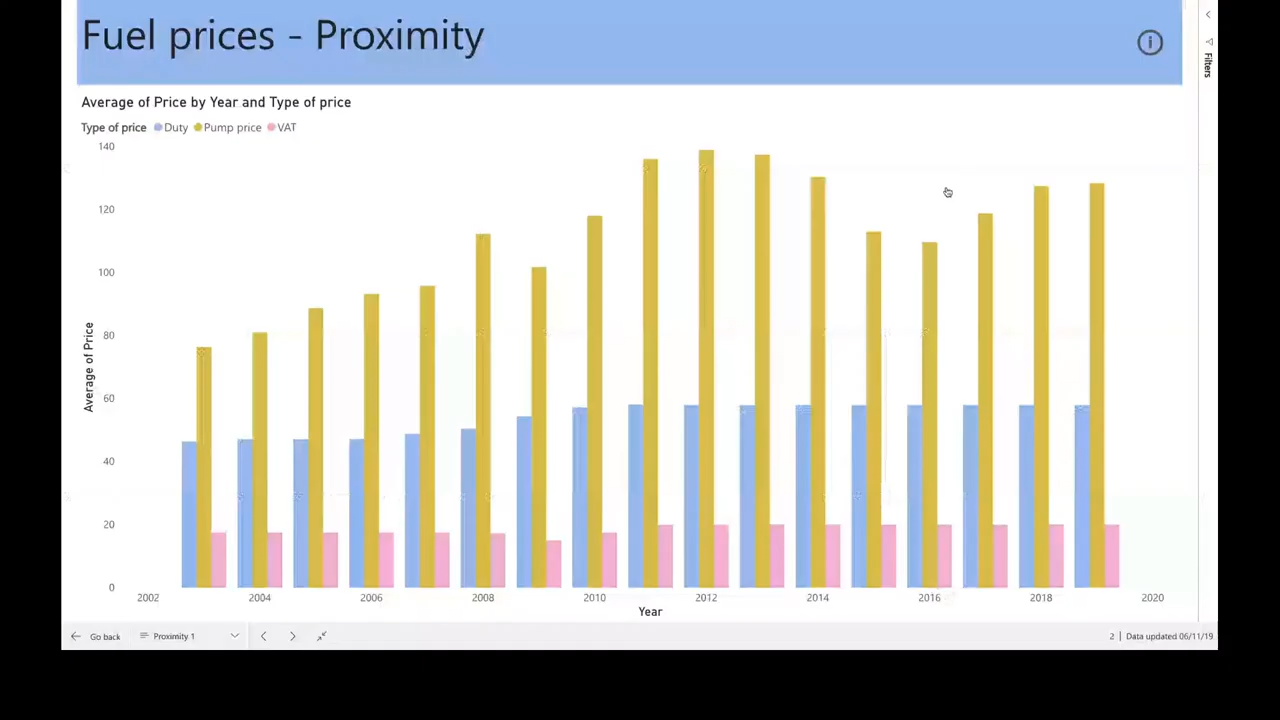 Fuel prices - Proximity
Filters
Average of Price by Year and Type of price
Type of price Duty Pump price VAT
140
120
100
80
60
40
20
0
Average of Price
2002 2004 2006 2008 2010 2012 2014 2016 2018 2020
Year
Go back Proximity 1 2 | Data updated 06/11/19